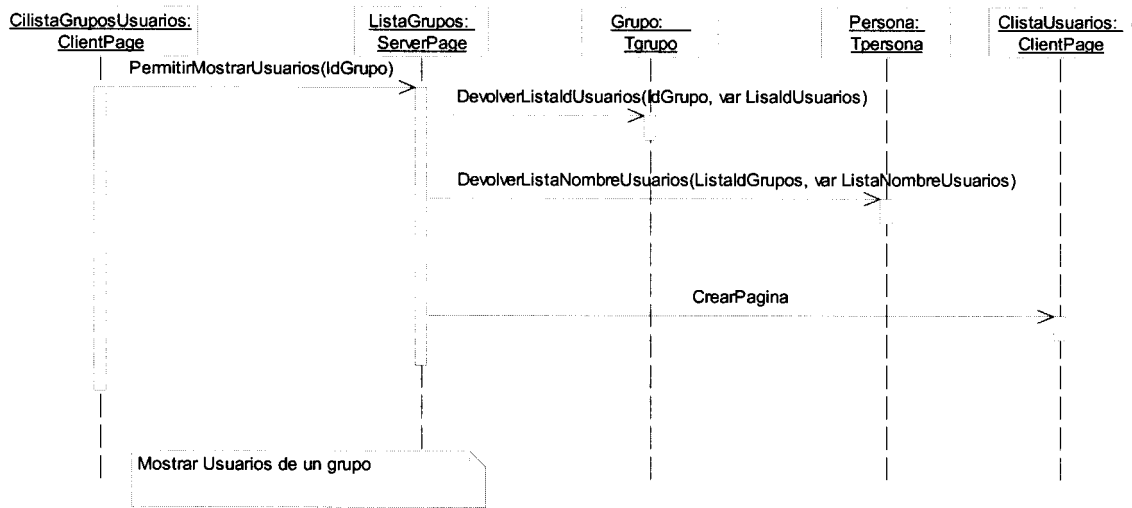 CilistaGruposUsuarios:
ClientPage
ListaGrupos:
ServerPage
Grupo:
Tgrupo
Persona:
Tpersona
ClistaUsuarios:
ClientPage
PermitirMostrarUsuarios(IdGrupo)
DevolverListaIdUsuarios(IdGrupo, var LisaIdUsuarios)
DevolverListaNombreUsuarios(ListaIdGrupos, var ListaNombreUsuarios)
CrearPagina
Mostrar Usuarios de un grupo